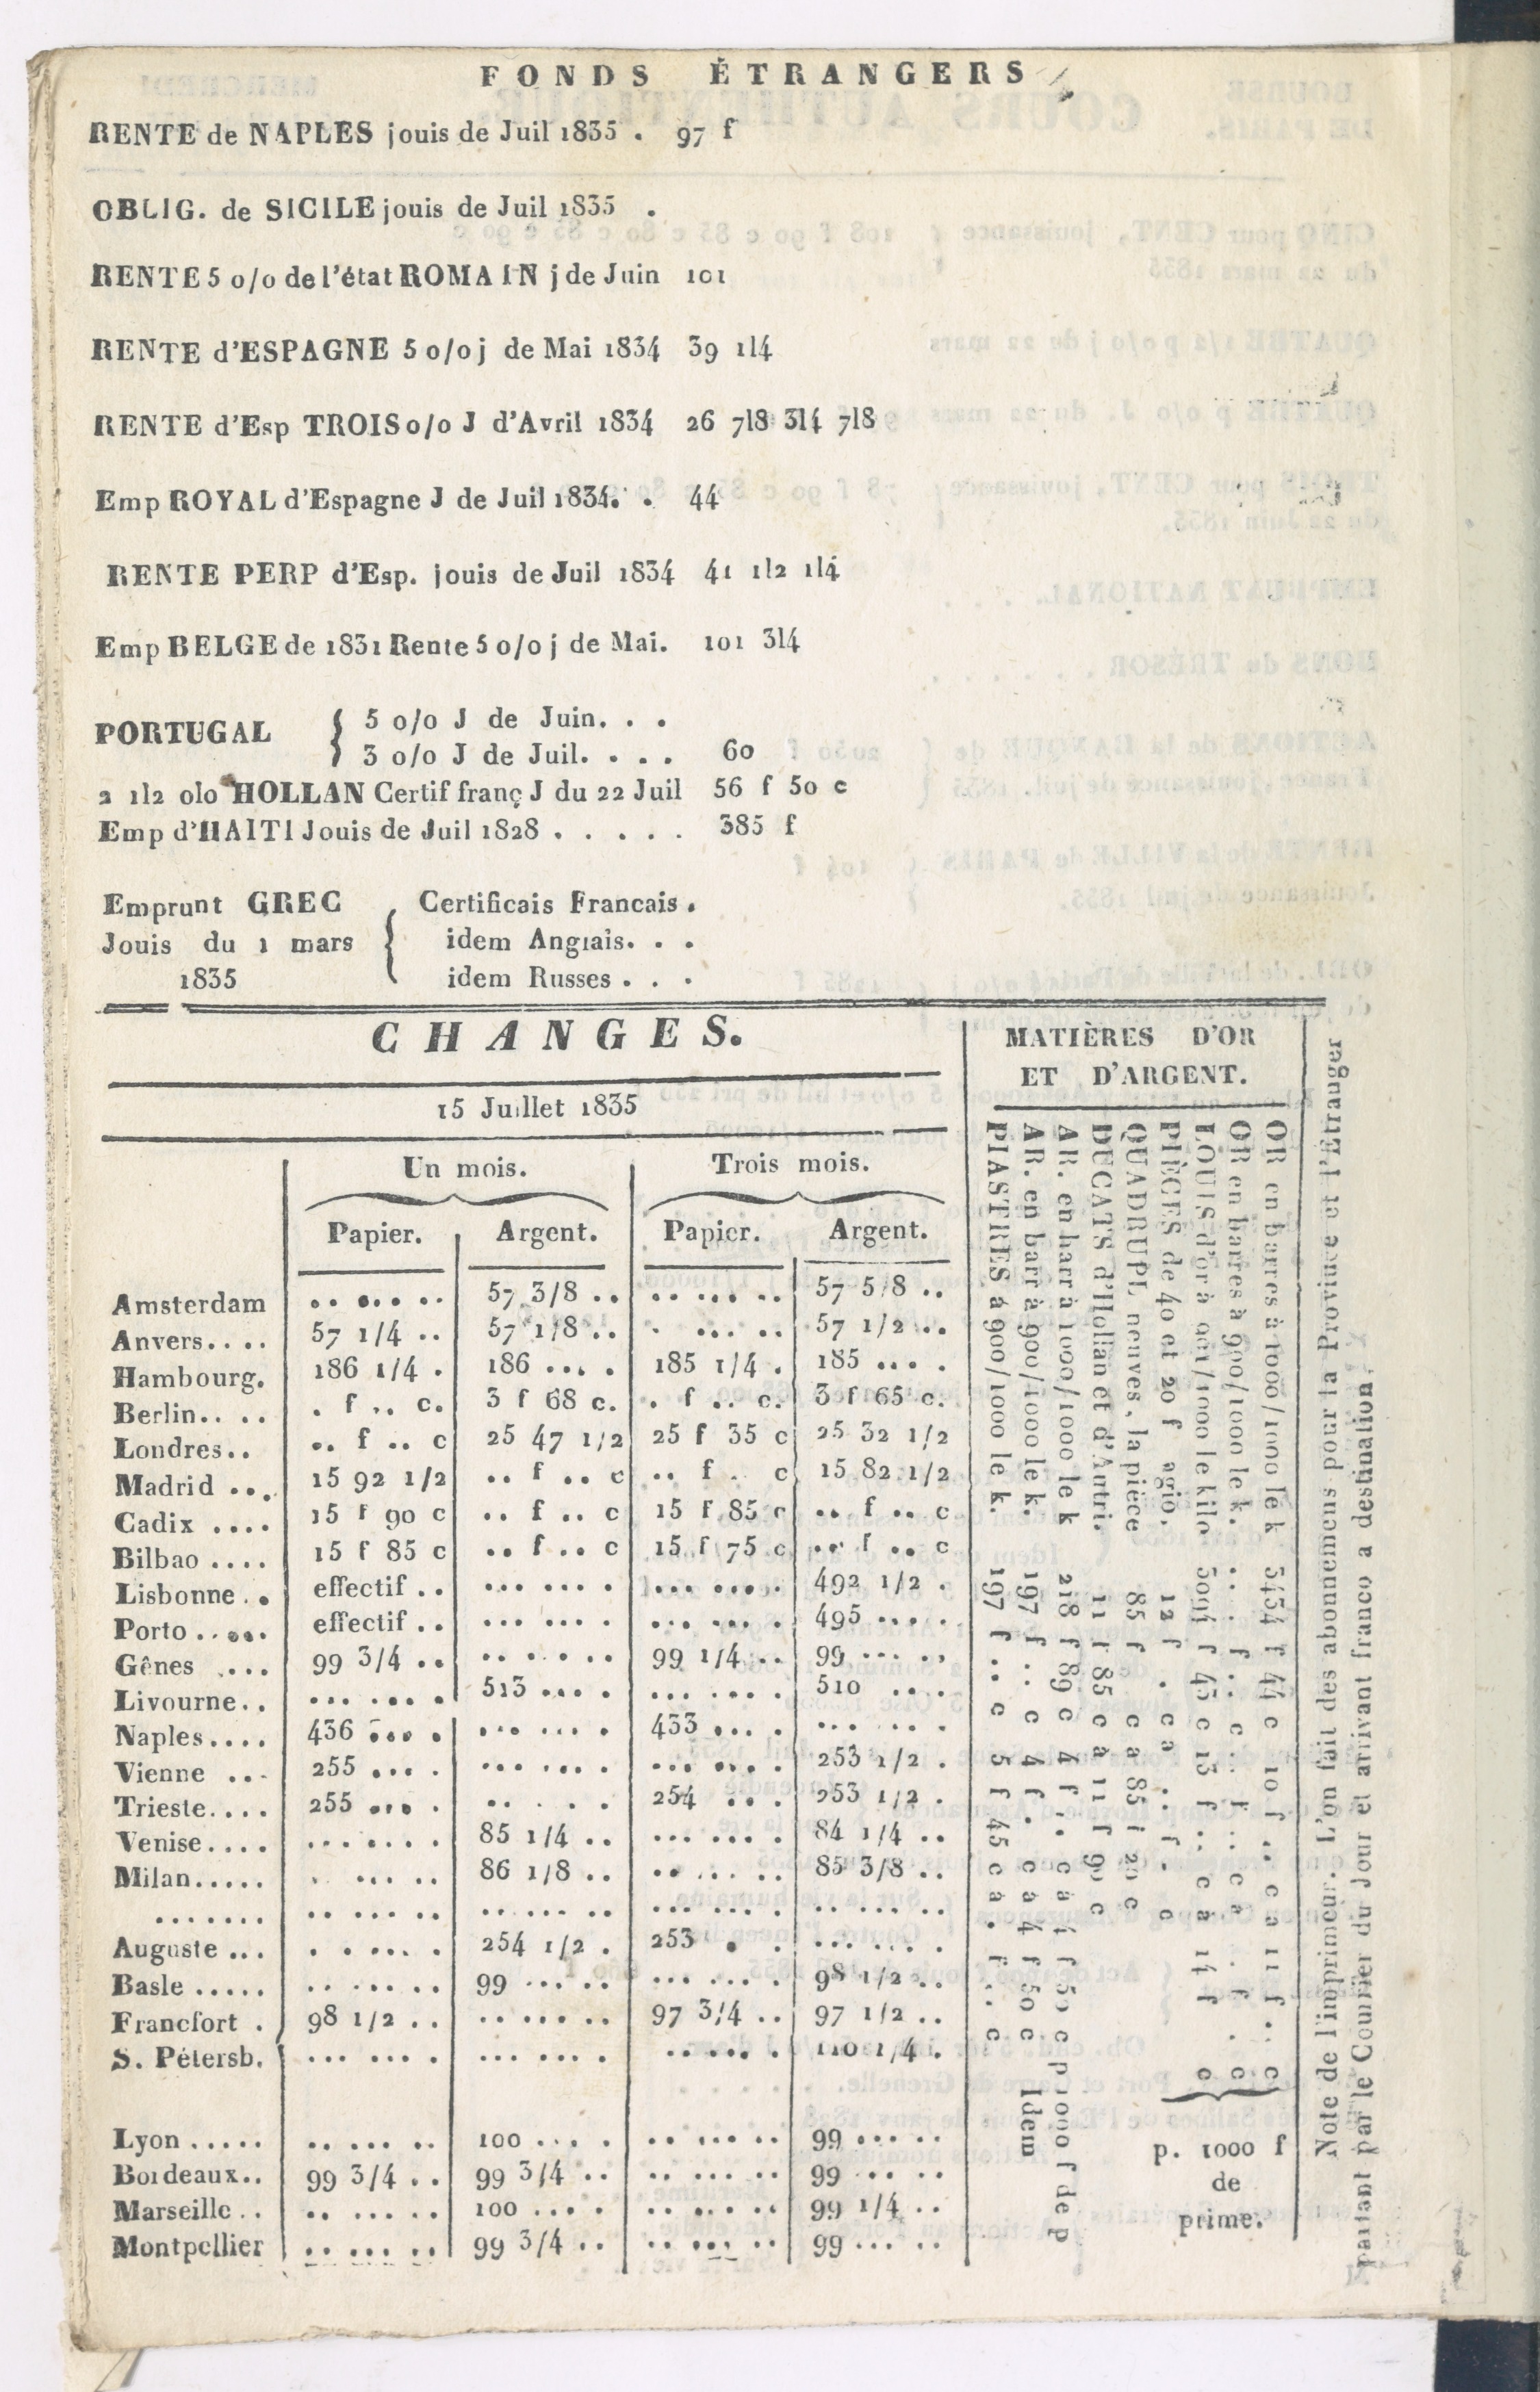 FONDS ÉTRANGERS
RENTE de NAPLES jouis de Juil 1835 . 97 f
OBLIG. de SICILE jouis de Juil 1835 .
RENTE 5 o/o de l'état ROMAIN j de Juin 101
RENTE d'ESPAGNE 5 o/o j de Mai 1834 39 1l4
RENTE d'Esp TROIS o/o J d'Avril 1834 26 7l8 3l4 7l8
Emp ROYAL d'Espagne J de Juil 1834. . 44
RENTE PERP d'Esp. jouis de Juil 1834 41 1l2 1l4
Emp BELGE de 1831 Rente 5 o/o j de Mai. 101 3l4
PORTUGAL { 5 o/o J de Juin. . .
3 o/o J de Juil. . . . 60
2 1l2 olo HOLLAN Certif franç J du 22 Juil 56 f 50 c
Emp d'HAITI Jouis de Juil 1828 . . . . . 385 f
Emprunt GREC { Certificais Francais .
Jouis du 1 mars idem Anglais. . .
1835 idem Russes . . .
CHANGES.
15 Juillet 1835
Un mois. Trois mois.
Papier. Argent. Papier. Argent.
Amsterdam .. ... .. 57 3/8 .. .. ... .. 57 5/8 ..
Anvers.... 57 1/4 .. 57 1/8 .. . ... .. 57 1/2 ..
Hambourg. 186 1/4 . 186 ... . 185 1/4 . 185 ... .
Berlin.. .. . f .. c. 3 f 68 c. . f .. c. 3 f 65 c.
Londres.. .. f .. c 25 47 1/2 25 f 35 c 25 32 1/2
Madrid ... 15 92 1/2 .. f .. c .. f . c 15 82 1/2
Cadix .... 15 f 90 c .. f .. c 15 f 85 c .. f .. c
Bilbao .... 15 f 85 c .. f .. c 15 f 75 c .. f .. c
Lisbonne .. effectif .. ... ... . ... ... . 492 1/2 .
Porto ..... effectif .. ... ... . ... ... . 495 ... .
Gênes .... 99 3/4 .. .. ... .. 99 1/4 .. 99 ... ..
Livourne.. ... ... . 513 ... . ... ... . 510 ... .
Naples.... 436 ... . ... ... . 433 ... . ... ... .
Vienne ... 255 ... . ... ... . ... ... . 253 1/2 .
Trieste.... 255 ... . .. . . . 254 ... . 253 1/2 .
Venise.... ... ... . 85 1/4 .. ... ... . 84 1/4 ..
Milan..... . ... .. 86 1/8 .. .. ... .. 85 3/8 ..
....... .. ... .. .. ... .. ... ... . .. ... ..
Auguste ... . . ... . 254 1/2 . 253 . . ... ... .
Basle ..... .. ... .. 99 ... .. ... ... . 98 1/2 ..
Francfort . 98 1/2 .. .. ... .. 97 3/4 .. 97 1/2 ..
S. Pétersb. ... ... . ... ... . .. ... . 110 1/4 .
Lyon ..... .. ... .. 100 ... . .. ... .. 99 ... ..
Bordeaux.. 99 3/4 .. 99 3/4 .. .. ... .. 99 ... ..
Marseille .. .. ... .. 100 ... . .. ... .. 99 1/4 ..
Montpellier .. ... .. 99 3/4 .. .. ... .. 99 ... ..
MATIÈRES D'OR
ET D'ARGENT.
OR en barres à 1000/1000 le k 3434 f 44 c 10 f .. c a 11 f .. c
OR en barres à 900/1000 le k. ... f .. c .. f .. c a . f . c
LOUIS d'or à 901/1000 le kilo 3094 f 43 c 13 f .. c a 14 f c
PIÈCES de 40 et 20 f agio, 12 f . c a .. f . c
QUADRUPL neuves, la pièce 85 f c a 85 f 20 c
DUCATS d'Hollan et d'Autri. 11 f 85 c à 11 f 90 c
AR. en barr à 1000/1000 le k 218 f 89 c 4 f .. c à 4 f 50 c p 1000 f de p
AR. en barr à 900/1000 le k. 197 f .. c 4 f . c à 4 f 50 c Idem
PIASTRES à 900/1000 le k. 197 f .. c 5 f 45 c à . f .. c
p. 1000 f
de
prime.
Note de l'imprimeur. L'on fait des abonnemens pour la Province et l'Étranger
partant par le Courrier du Jour et arrivant franco a destination.